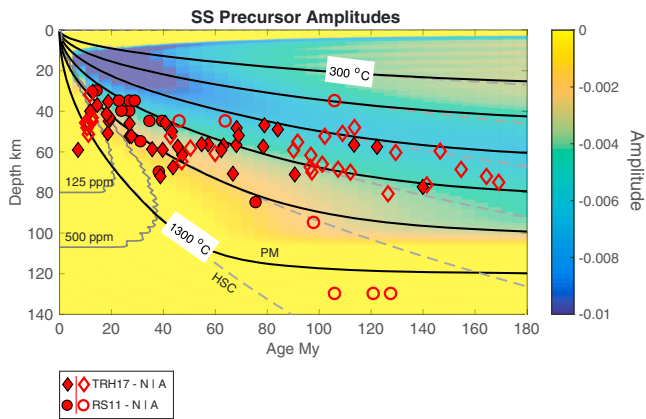 SS Precursor Amplitudes
0
20
40
60
80
100
120
140
Depth km
0
20
40
60
80
100
120
140
160
180
Age My
300 °C
1300 °C
125 ppm
500 ppm
PM
HSC
0
-0.002
-0.004
-0.006
-0.008
-0.01
Amplitude
TRH17 - N | A
RS11 - N | A